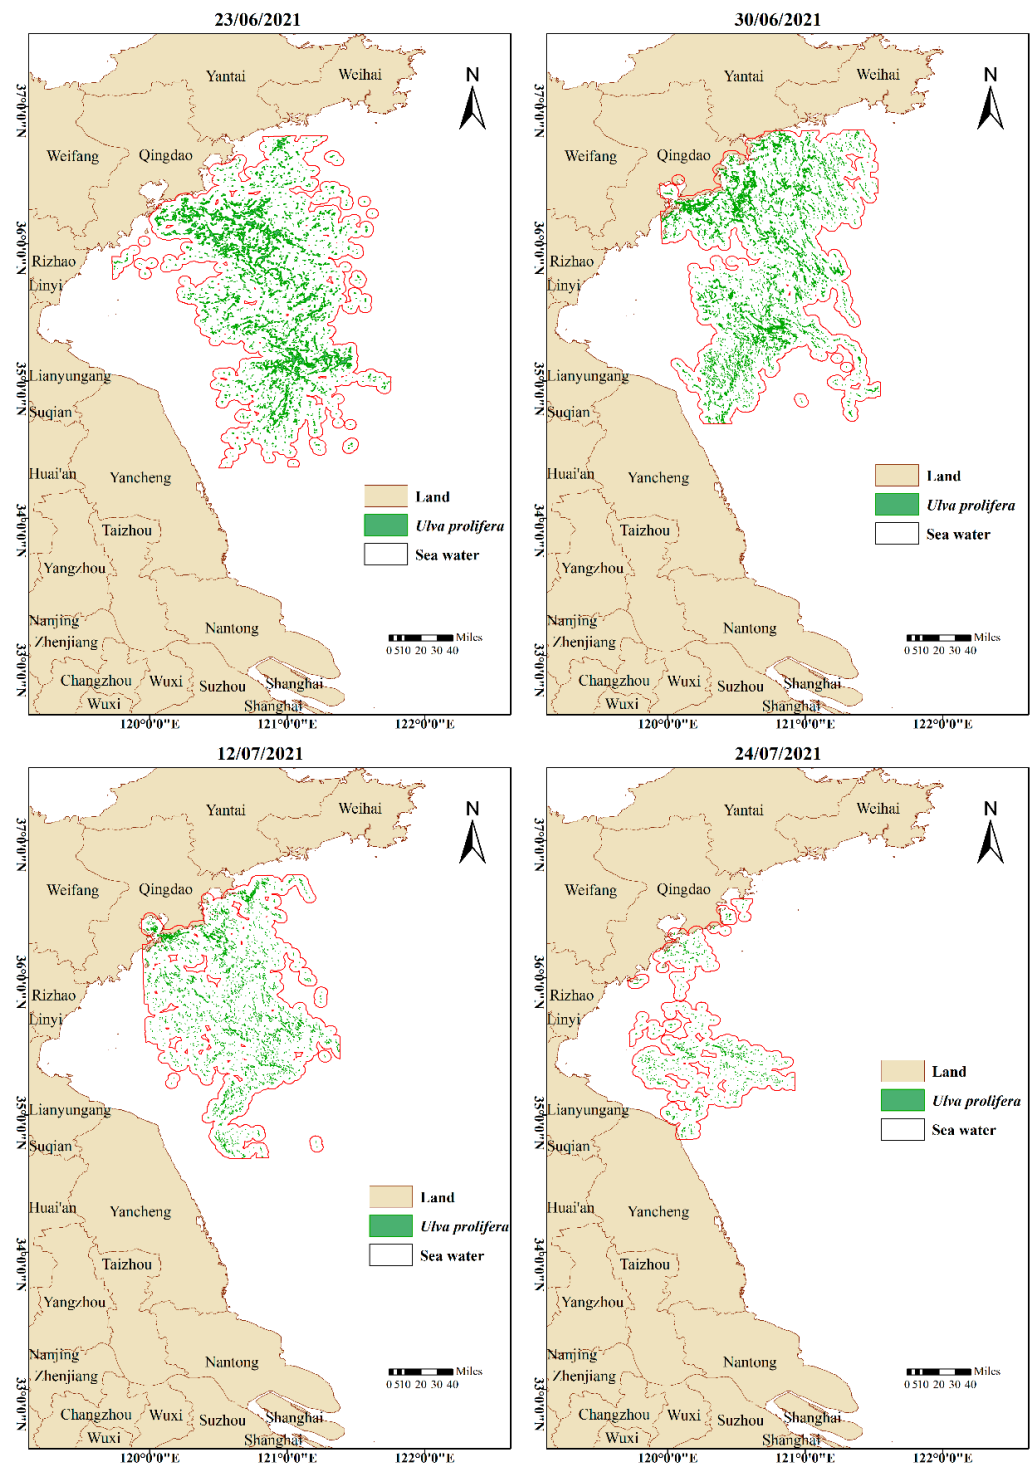 23/06/2021
Yantai
Weihai
N
37°0'0"N
Weifang
Qingdao
36°0'0"N
Rizhao
Linyi
35°0'0"N
Lianyungang
Suqian
Huai'an
Yancheng
Land
Ulva prolifera
Sea water
34°0'0"N
Taizhou
Yangzhou
Nanjing
Nantong
Zhenjiang
Miles
0 5 10 20 30 40
33°0'0"N
Changzhou
Wuxi
Suzhou
Shanghai
Wuxi
Shanghai
120°0'0"E
121°0'0"E
122°0'0"E
30/06/2021
Yantai
Weihai
N
37°0'0"N
Weifang
Qingdao
36°0'0"N
Rizhao
Linyi
35°0'0"N
Lianyungang
Suqian
Huai'an
Yancheng
Land
Ulva prolifera
Sea water
34°0'0"N
Taizhou
Yangzhou
Nanjing
Nantong
Zhenjiang
Miles
0 5 10 20 30 40
33°0'0"N
Changzhou
Wuxi
Suzhou
Shanghai
Wuxi
Shanghai
120°0'0"E
121°0'0"E
122°0'0"E
12/07/2021
Yantai
Weihai
N
37°0'0"N
Weifang
Qingdao
36°0'0"N
Rizhao
Linyi
35°0'0"N
Lianyungang
Suqian
Huai'an
Yancheng
Land
Ulva prolifera
Sea water
34°0'0"N
Taizhou
Yangzhou
Nanjing
Nantong
Zhenjiang
Miles
0 5 10 20 30 40
33°0'0"N
Changzhou
Wuxi
Suzhou
Shanghai
Wuxi
Shanghai
120°0'0"E
121°0'0"E
122°0'0"E
24/07/2021
Yantai
Weihai
N
37°0'0"N
Weifang
Qingdao
36°0'0"N
Rizhao
Linyi
Land
Ulva prolifera
Sea water
35°0'0"N
Lianyungang
Suqian
Huai'an
Yancheng
34°0'0"N
Taizhou
Yangzhou
Nanjing
Nantong
Zhenjiang
Miles
0 5 10 20 30 40
33°0'0"N
Changzhou
Wuxi
Suzhou
Shanghai
Wuxi
Shanghai
120°0'0"E
121°0'0"E
122°0'0"E